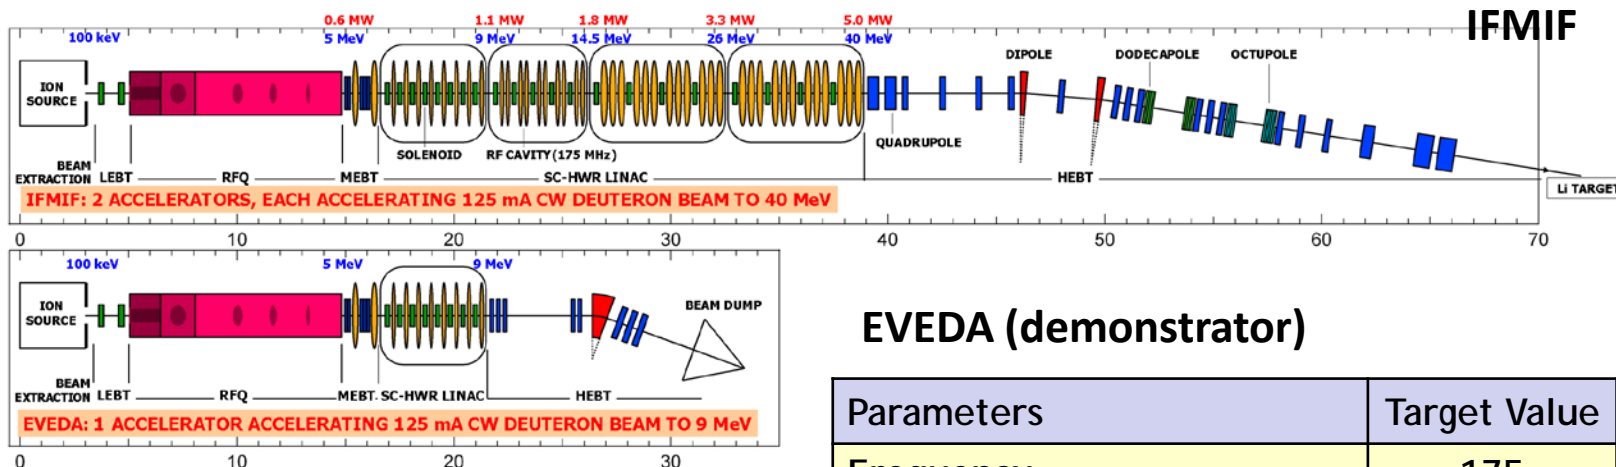 IFMIF
0.6 MW 1.1 MW 1.8 MW 3.3 MW 5.0 MW
100 keV 5 MeV 9 MeV 14.5 MeV 26 MeV 40 MeV
DIPOLE DODECAPOLE OCTUPOLE
ION SOURCE
SOLENOID RF CAVITY (175 MHz) QUADRUPOLE
BEAM EXTRACTION LEBT RFQ MEBT SC-HWR LINAC HEBT
Li TARGET
IFMIF: 2 ACCELERATORS, EACH ACCELERATING 125 mA CW DEUTERON BEAM TO 40 MeV
0 10 20 30 40 50 60 70
100 keV 5 MeV 9 MeV
ION SOURCE
BEAM DUMP
BEAM EXTRACTION LEBT RFQ MEBT SC-HWR LINAC HEBT
EVEDA: 1 ACCELERATOR ACCELERATING 125 mA CW DEUTERON BEAM TO 9 MeV
0 10 20 30
EVEDA (demonstrator)
Parameters Target Value